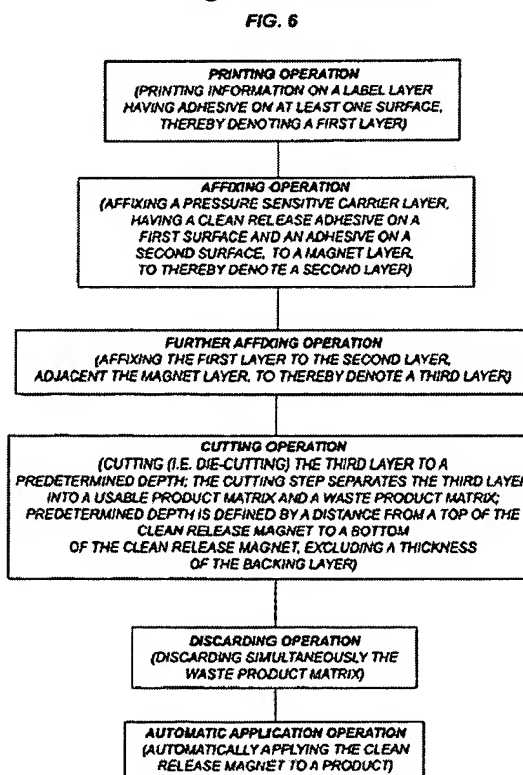 FIG. 6
PRINTING OPERATION
(PRINTING INFORMATION ON A LABEL LAYER
HAVING ADHESIVE ON AT LEAST ONE SURFACE,
THEREBY DENOTING A FIRST LAYER)
AFFIXING OPERATION
(AFFIXING A PRESSURE SENSITIVE CARRIER LAYER,
HAVING A CLEAN RELEASE ADHESIVE ON A
FIRST SURFACE AND AN ADHESIVE ON A
SECOND SURFACE, TO A MAGNET LAYER,
TO THEREBY DENOTE A SECOND LAYER)
FURTHER AFFIXING OPERATION
(AFFIXING THE FIRST LAYER TO THE SECOND LAYER,
ADJACENT THE MAGNET LAYER, TO THEREBY DENOTE A THIRD LAYER)
CUTTING OPERATION
(CUTTING (I.E. DIE-CUTTING) THE THIRD LAYER TO A
PREDETERMINED DEPTH; THE CUTTING STEP SEPARATES THE THIRD LAYER
INTO A USABLE PRODUCT MATRIX AND A WASTE PRODUCT MATRIX;
PREDETERMINED DEPTH IS DEFINED BY A DISTANCE FROM A TOP OF THE
CLEAN RELEASE MAGNET TO A BOTTOM
OF THE CLEAN RELEASE MAGNET, EXCLUDING A THICKNESS
OF THE BACKING LAYER)
DISCARDING OPERATION
(DISCARDING SIMULTANEOUSLY THE
WASTE PRODUCT MATRIX)
AUTOMATIC APPLICATION OPERATION
(AUTOMATICALLY APPLYING THE CLEAN
RELEASE MAGNET TO A PRODUCT)